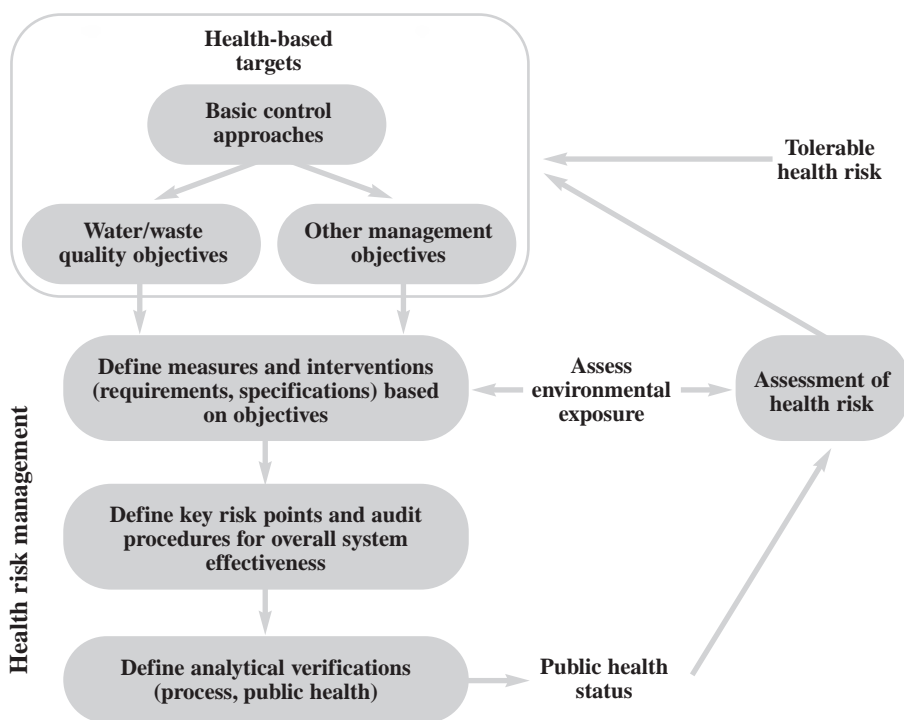 Health-based
targets
Basic control
approaches
Tolerable
health risk
Water/waste
quality objectives
Other management
objectives
Define measures and interventions
(requirements, specifications) based
on objectives
Assess
environmental
exposure
Assessment of
health risk
Health risk management
Define key risk points and audit
procedures for overall system
effectiveness
Define analytical verifications
(process, public health)
Public health
status